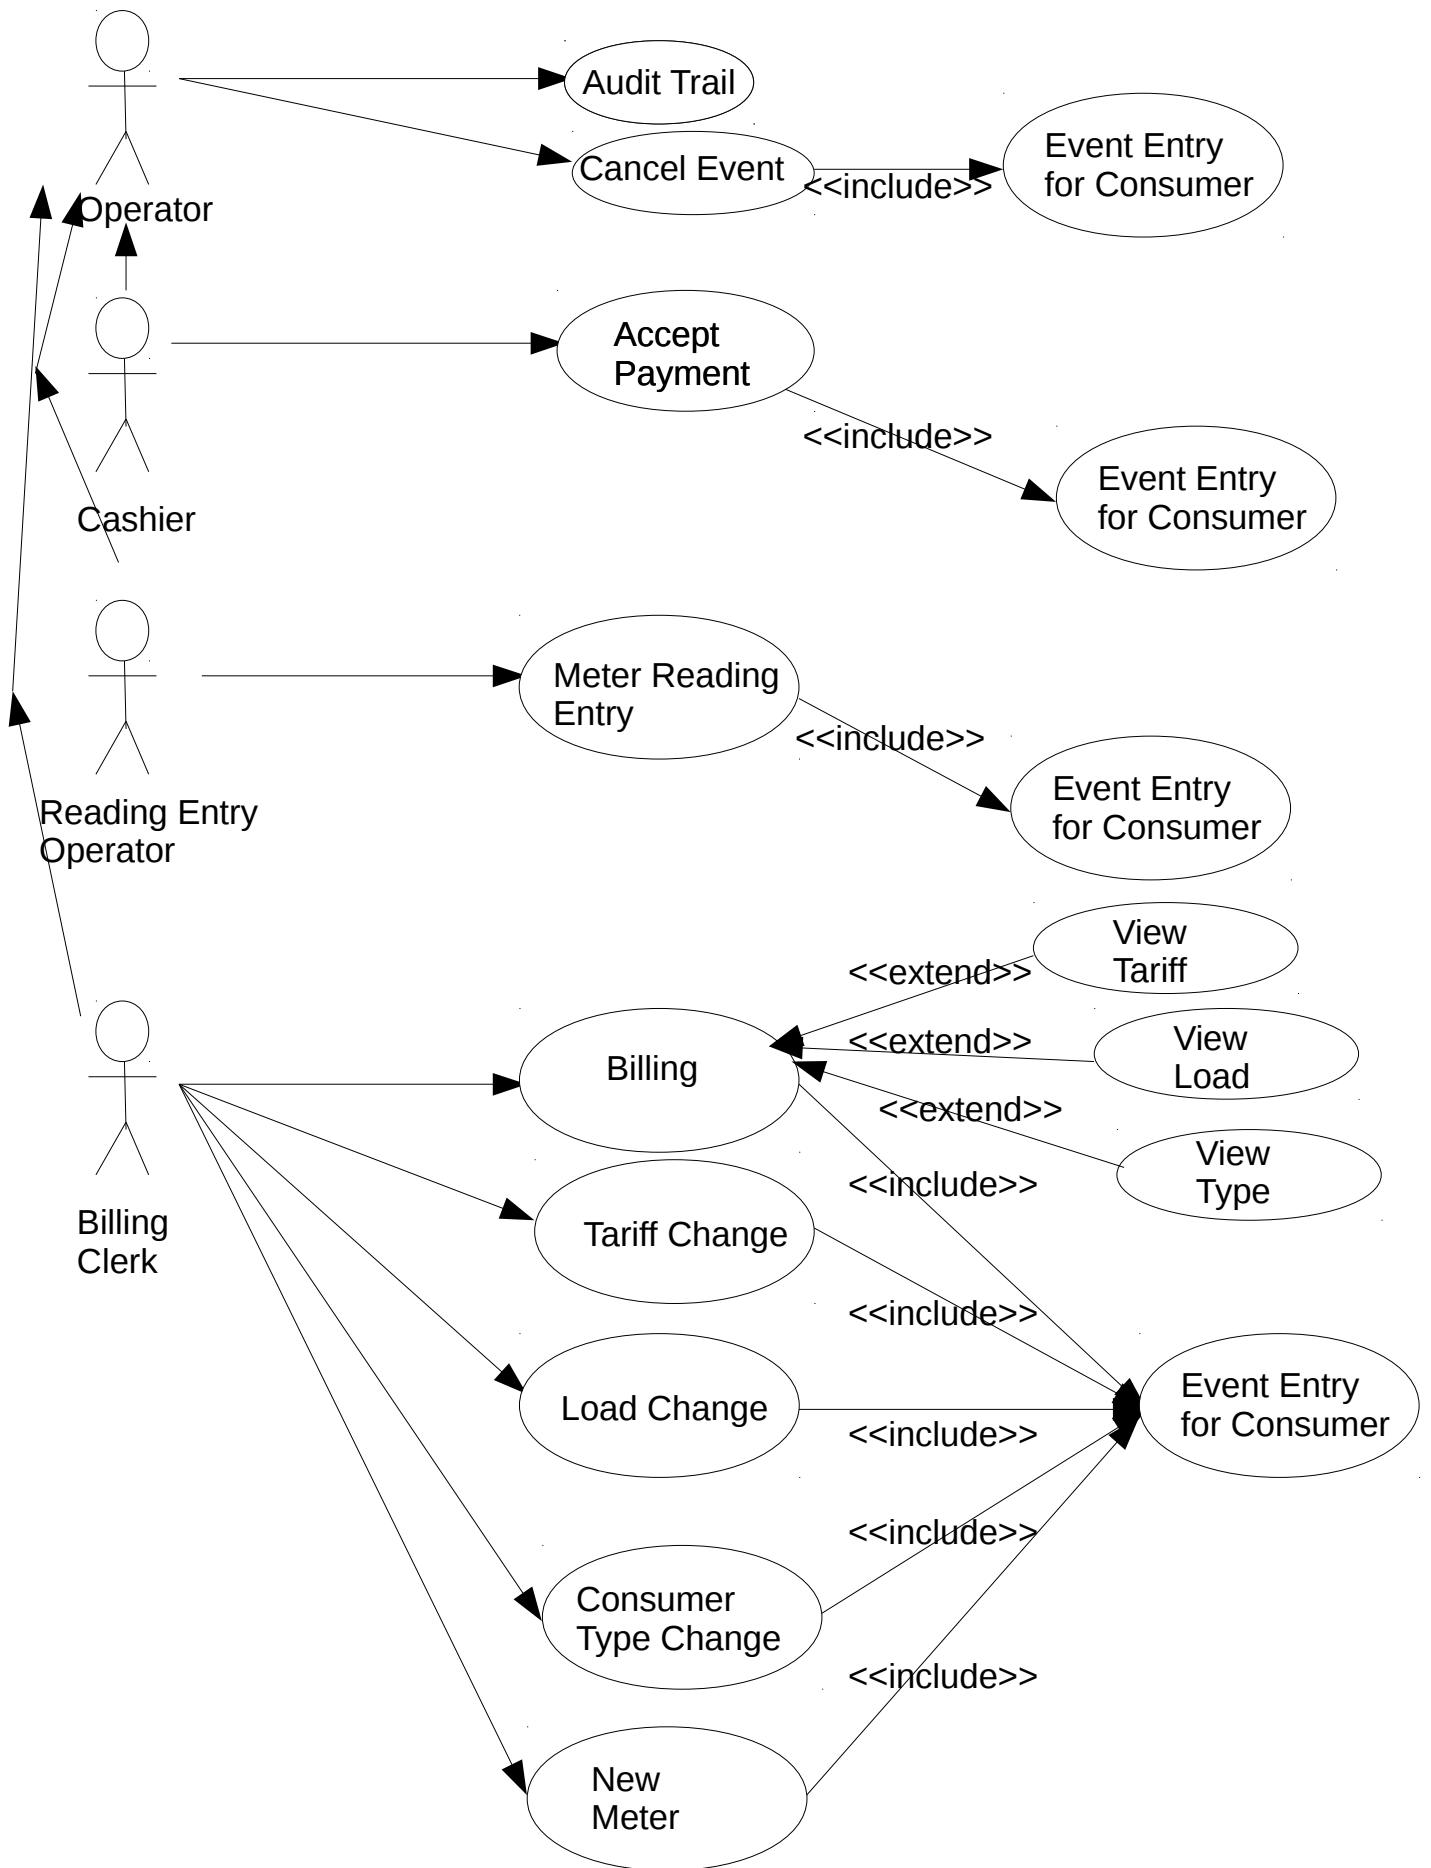 Audit Trail
Cancel Event
<<include>>
Event Entry
for Consumer
Operator
Accept
Payment
<<include>>
Event Entry
for Consumer
Cashier
Meter Reading
Entry
<<include>>
Event Entry
for Consumer
Reading Entry
Operator
View
Tariff
<<extend>>
View
Load
<<extend>>
Billing
<<extend>>
View
Type
<<include>>
Billing
Clerk
Tariff Change
<<include>>
Load Change
<<include>>
Event Entry
for Consumer
<<include>>
Consumer
Type Change
<<include>>
New
Meter